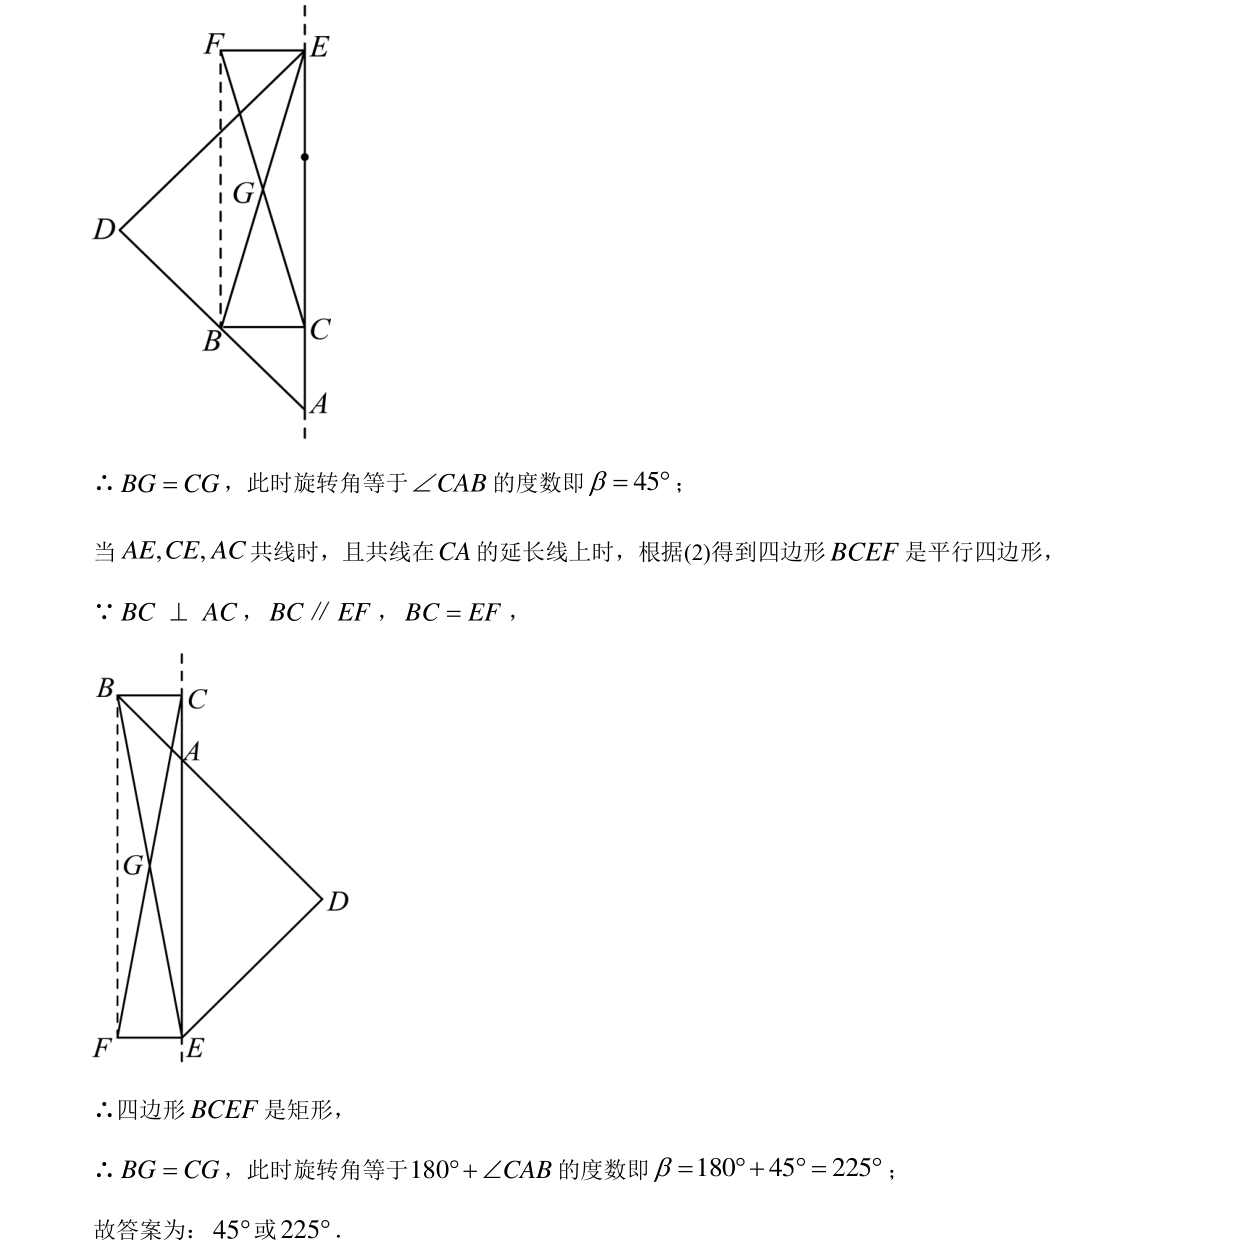 F
E
G
D
B
C
A
∴BG=CG，此时旋转角等于∠CAB的度数即β=45°；
当AE,CE,AC共线时，且共线在CA的延长线上时，根据(2)得到四边形BCEF是平行四边形，
∵BC ⊥ AC，BC∥EF，BC=EF，
B
C
A
G
D
F
E
∴四边形BCEF是矩形，
∴BG=CG，此时旋转角等于180°+∠CAB的度数即β=180°+45°=225°；
故答案为：45°或225°．